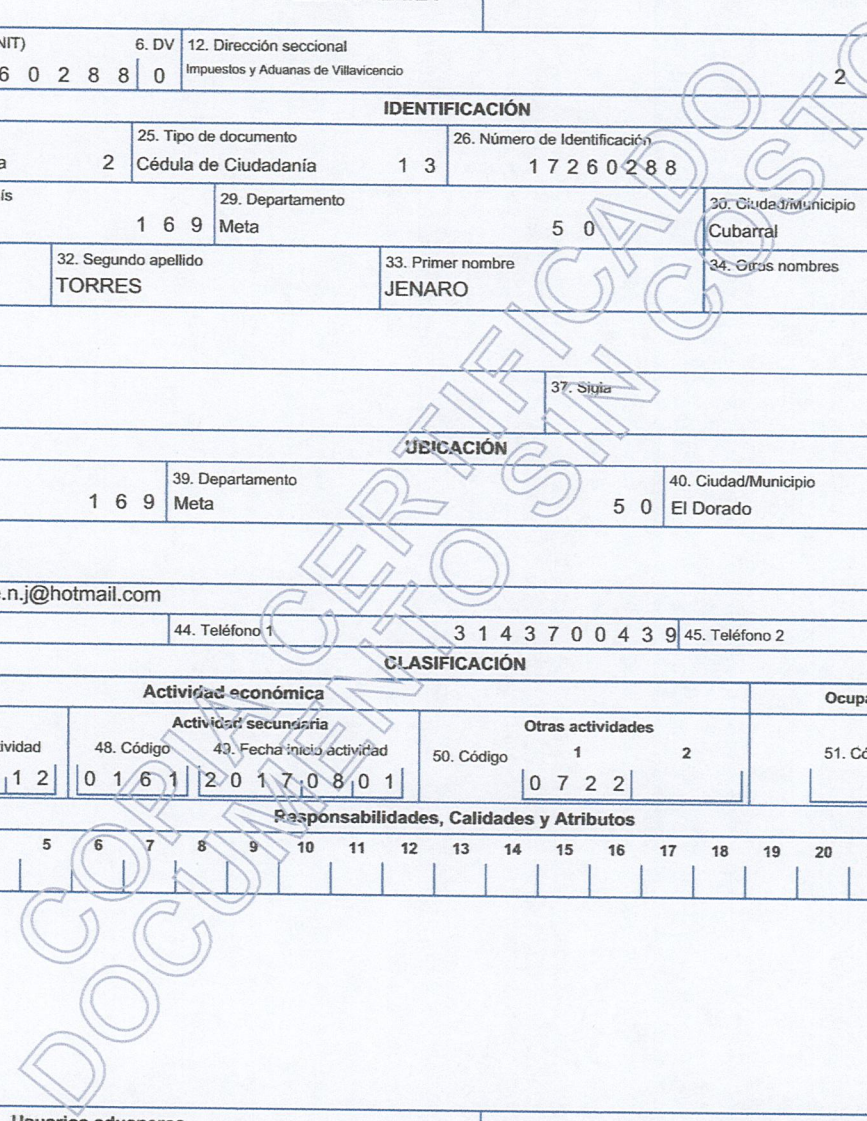 NIT) 6. DV 12. Dirección seccional
6 0 2 8 8 0 Impuestos y Aduanas de Villavicencio 2
IDENTIFICACIÓN
25. Tipo de documento 26. Número de Identificación
a 2 Cédula de Ciudadanía 1 3 1 7 2 6 0 2 8 8
ís 29. Departamento 30. Ciudad/Municipio
1 6 9 Meta 5 0 Cubarral
32. Segundo apellido 33. Primer nombre 34. Otros nombres
TORRES JENARO
37. Sigla
UBICACIÓN
39. Departamento 40. Ciudad/Municipio
1 6 9 Meta 5 0 El Dorado
.n.j@hotmail.com
44. Teléfono 1 3 1 4 3 7 0 0 4 3 9 45. Teléfono 2
CLASIFICACIÓN
Actividad económica Ocupa
Actividad secundaria Otras actividades
ividad 48. Código 49. Fecha inicio actividad 50. Código 1 2 51. Có
1 2 0 1 6 1 2 0 1 7 0 8 0 1 0 7 2 2
Responsabilidades, Calidades y Atributos
5 6 7 8 9 10 11 12 13 14 15 16 17 18 19 20
COPIA CERTIFICADO
DOCUMENTO SIN COSTO